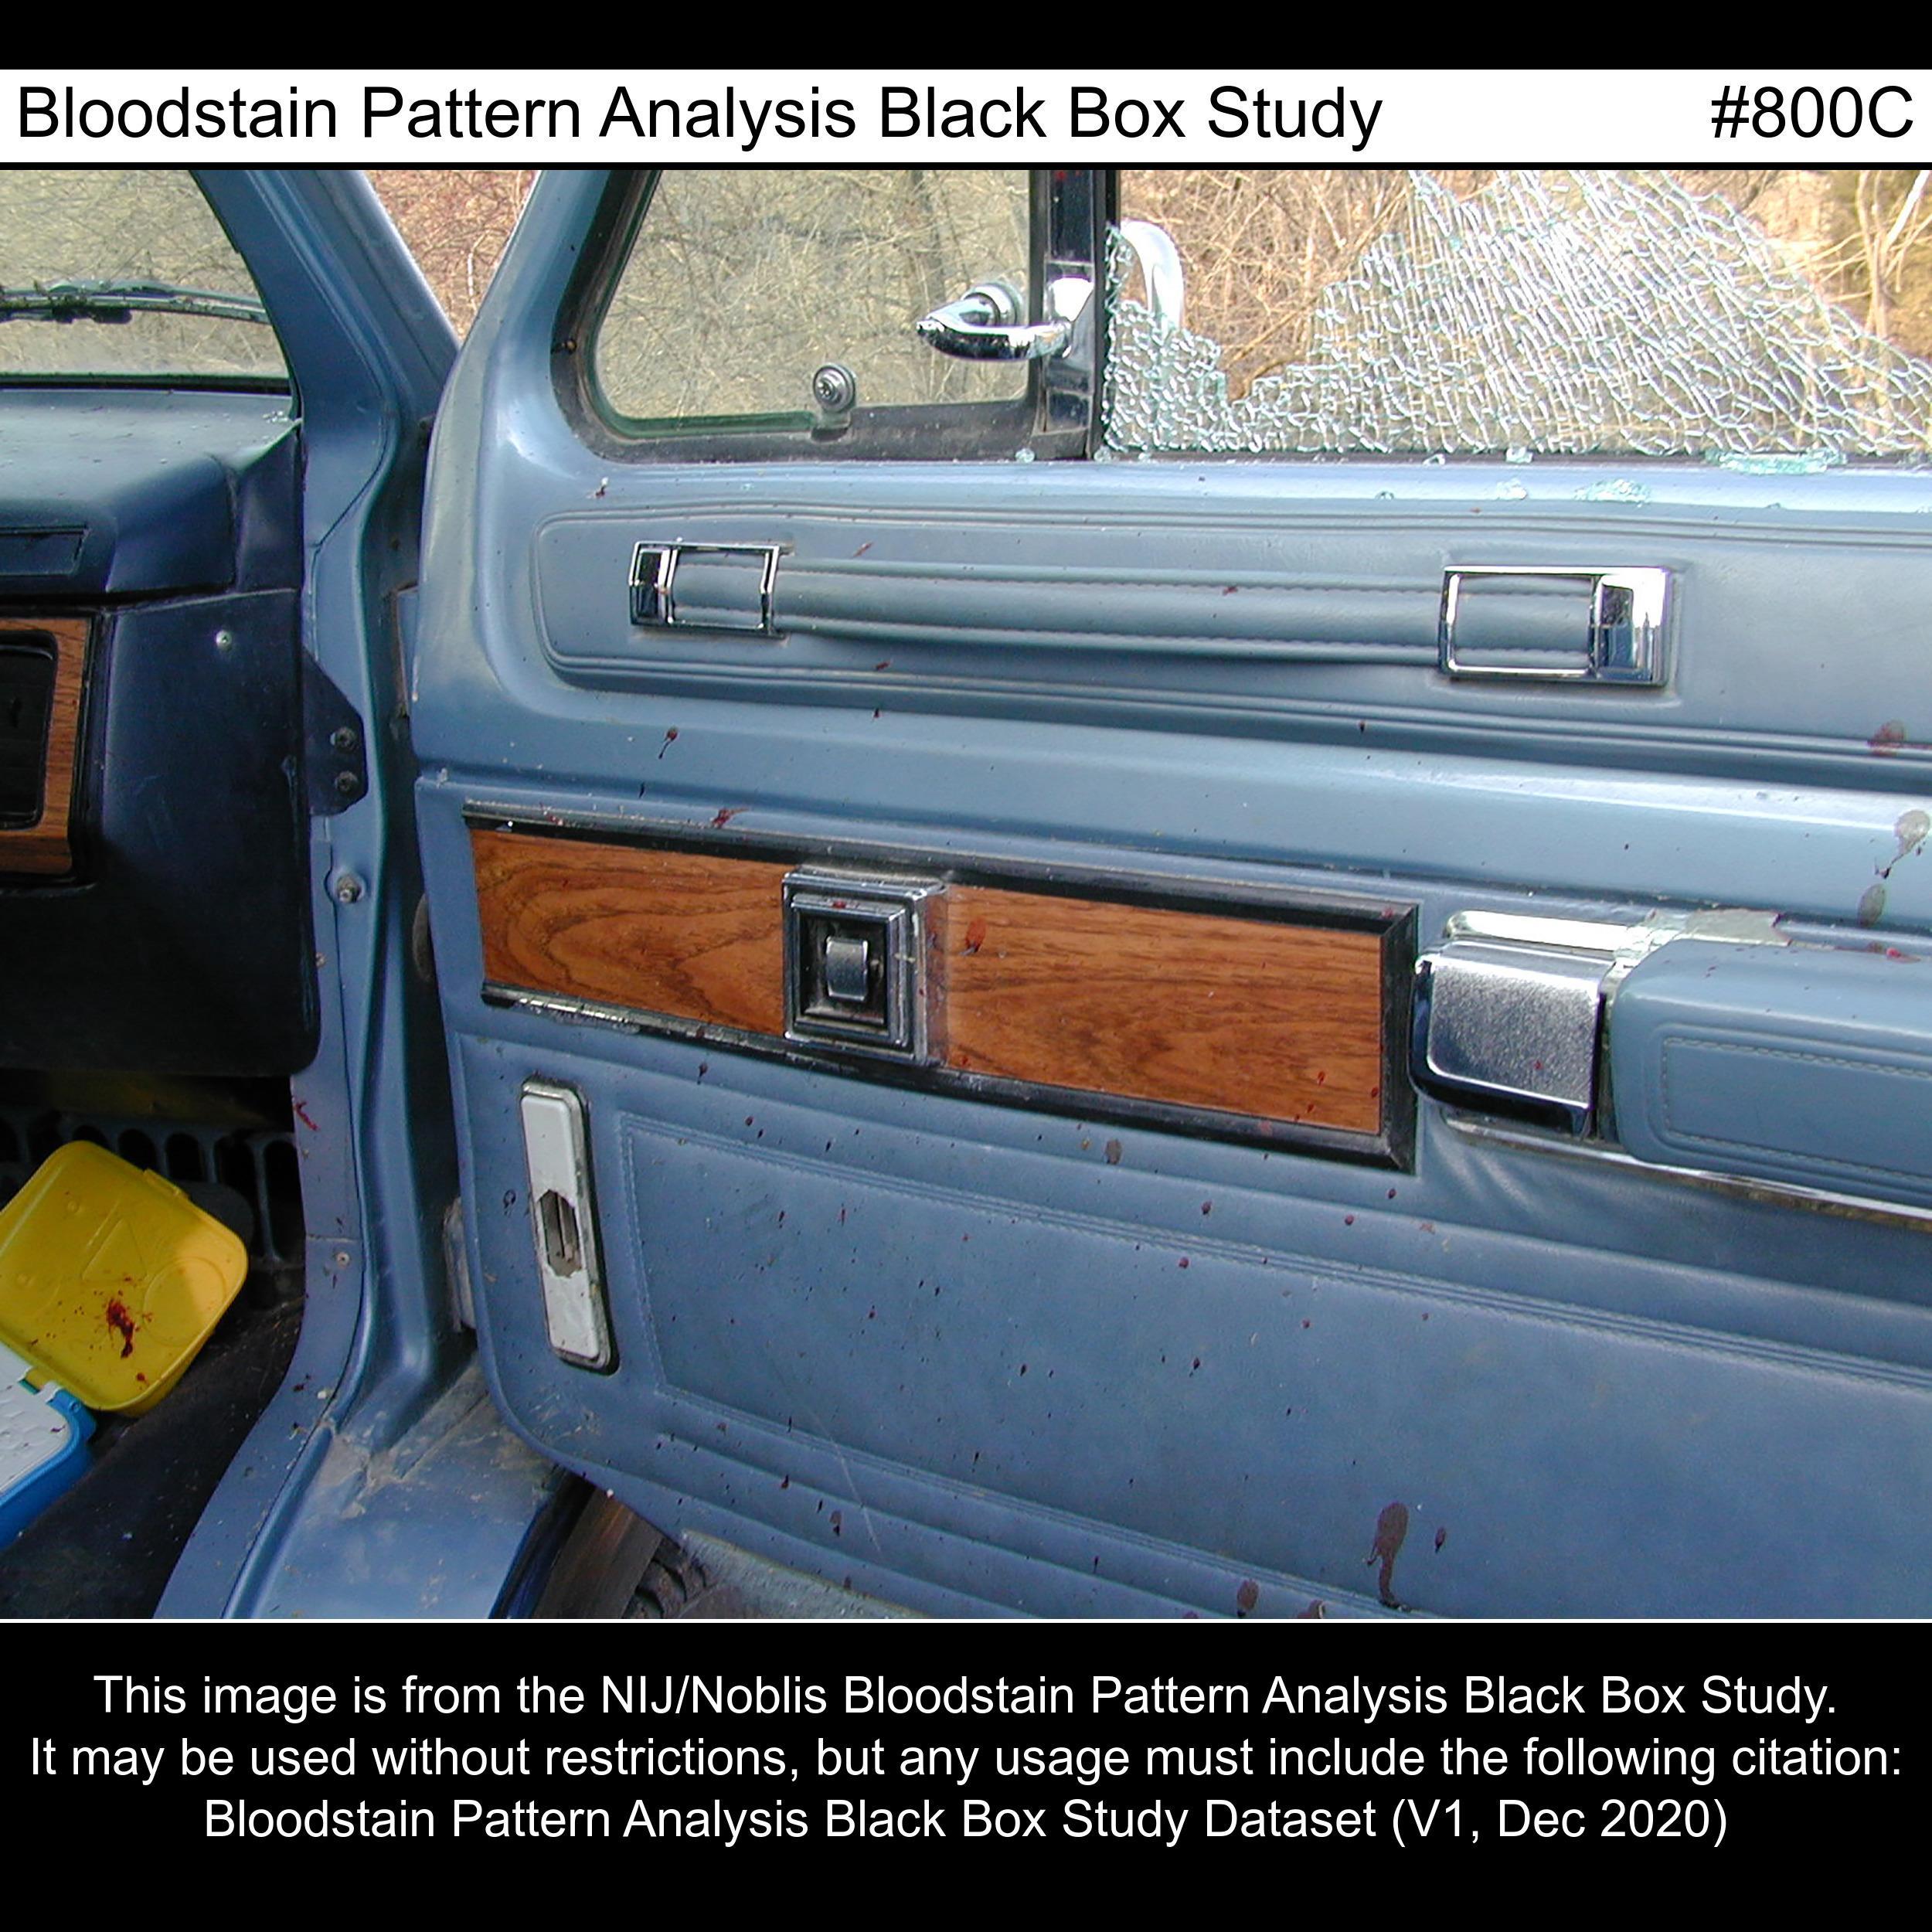 Bloodstain Pattern Analysis Black Box Study #800C
This image is from the NIJ/Noblis Bloodstain Pattern Analysis Black Box Study.
It may be used without restrictions, but any usage must include the following citation:
Bloodstain Pattern Analysis Black Box Study Dataset (V1, Dec 2020)